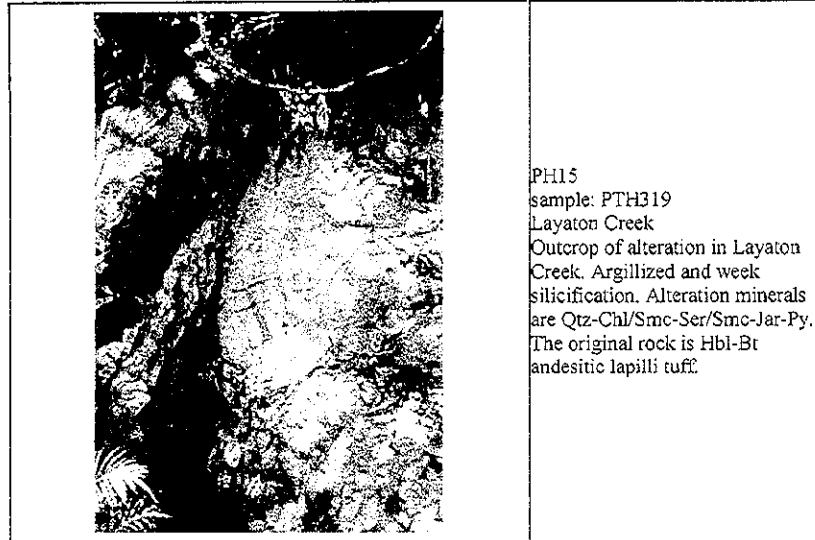 PH15
sample: PTH319
Layaton Creek
Outcrop of alteration in Layaton
Creek. Argillized and week
silicification. Alteration minerals
are Qtz-Chl/Smc-Ser/Smc-Jar-Py.
The original rock is Hbl-Bt
andesitic lapilli tuff.